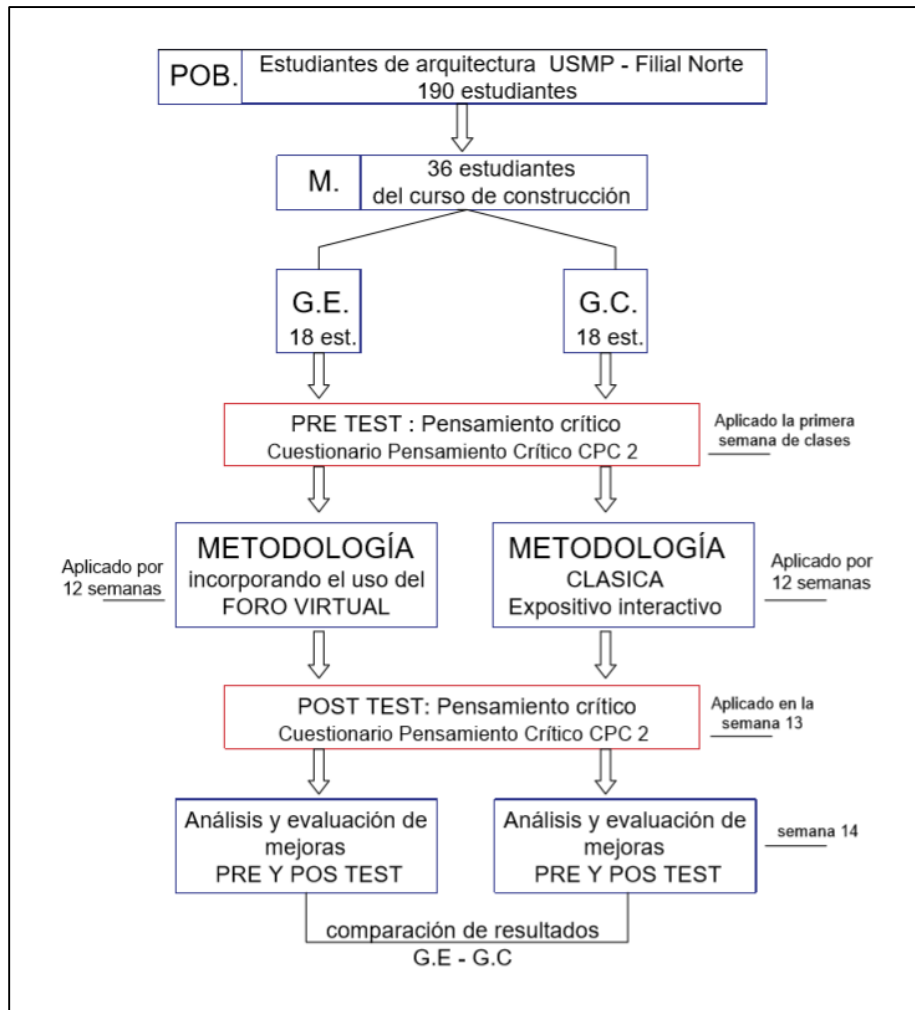 POB.
Estudiantes de arquitectura USMP - Filial Norte
190 estudiantes
M.
36 estudiantes
del curso de construcción
G.E.
18 est.
G.C.
18 est.
PRE TEST : Pensamiento crítico
Cuestionario Pensamiento Crítico CPC 2
Aplicado la primera
semana de clases
Aplicado por
12 semanas
METODOLOGÍA
incorporando el uso del
FORO VIRTUAL
METODOLOGÍA
CLASICA
Expositivo interactivo
Aplicado por
12 semanas
POST TEST: Pensamiento crítico
Cuestionario Pensamiento Crítico CPC 2
Aplicado en la
semana 13
Análisis y evaluación de
mejoras
PRE Y POS TEST
Análisis y evaluación de
mejoras
PRE Y POS TEST
semana 14
comparación de resultados
G.E - G.C